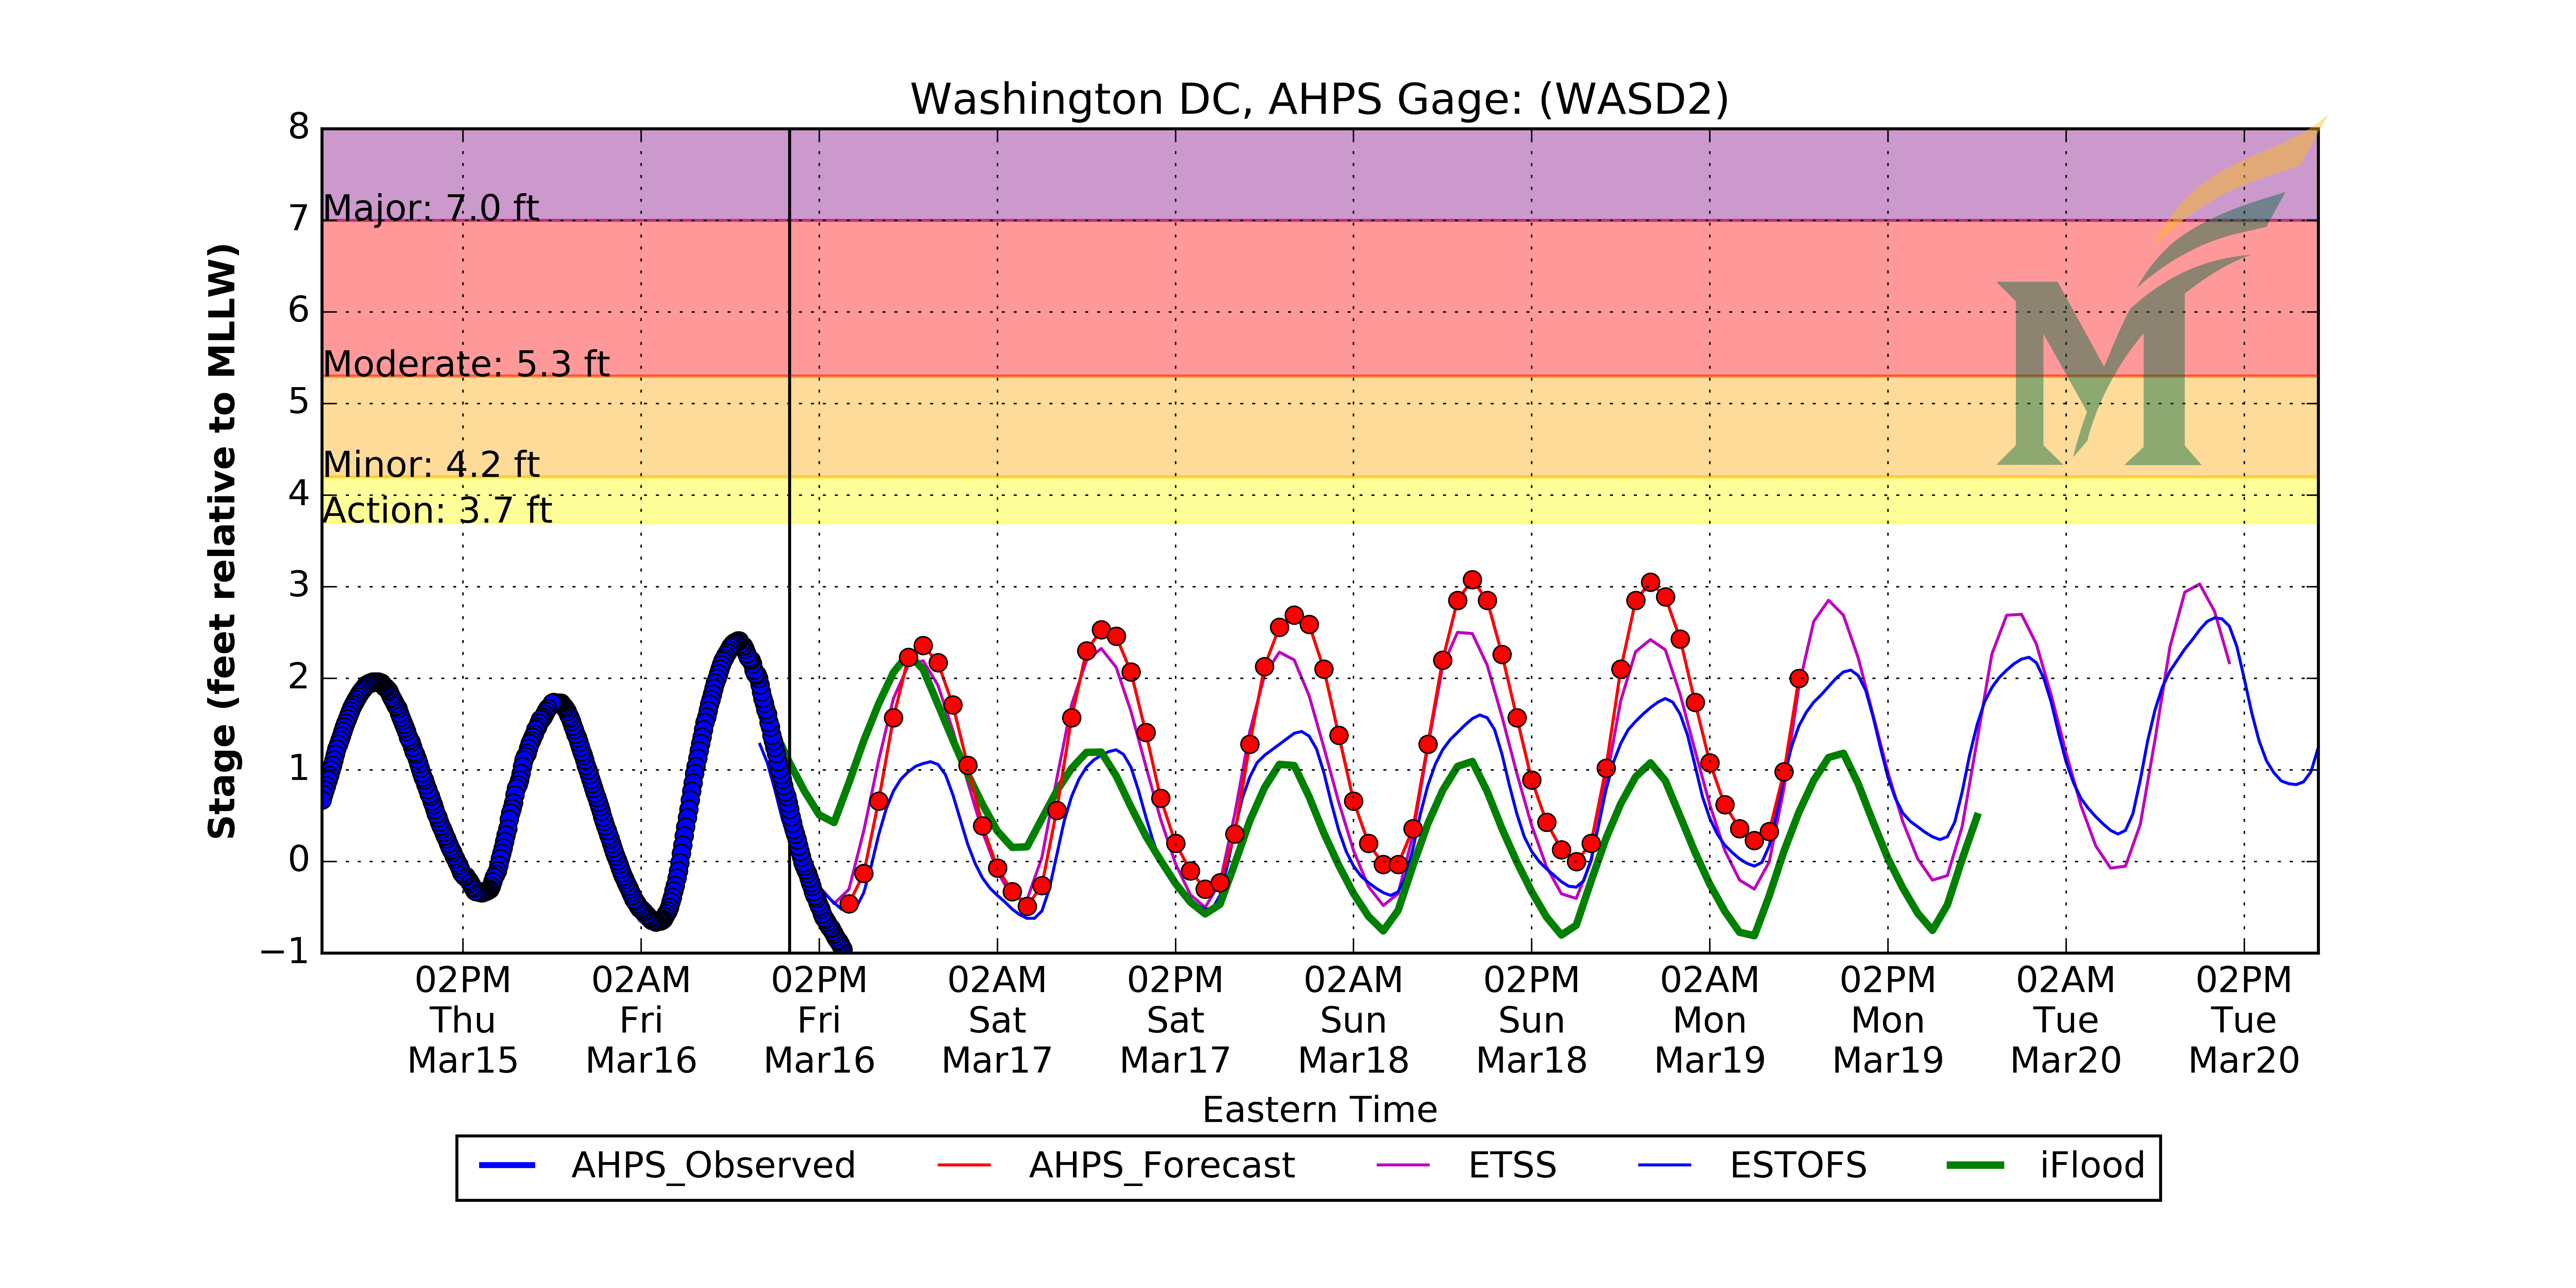 Washington DC, AHPS Gage: (WASD2)
8
7
6
5
4
3
2
1
0
−1
Stage (feet relative to MLLW)
Major: 7.0 ft
Moderate: 5.3 ft
Minor: 4.2 ft
Action: 3.7 ft
M
02PM
Thu
Mar15
02AM
Fri
Mar16
02PM
Fri
Mar16
02AM
Sat
Mar17
02PM
Sat
Mar17
02AM
Sun
Mar18
02PM
Sun
Mar18
02AM
Mon
Mar19
02PM
Mon
Mar19
02AM
Tue
Mar20
02PM
Tue
Mar20
Eastern Time
AHPS_Observed
AHPS_Forecast
ETSS
ESTOFS
iFlood